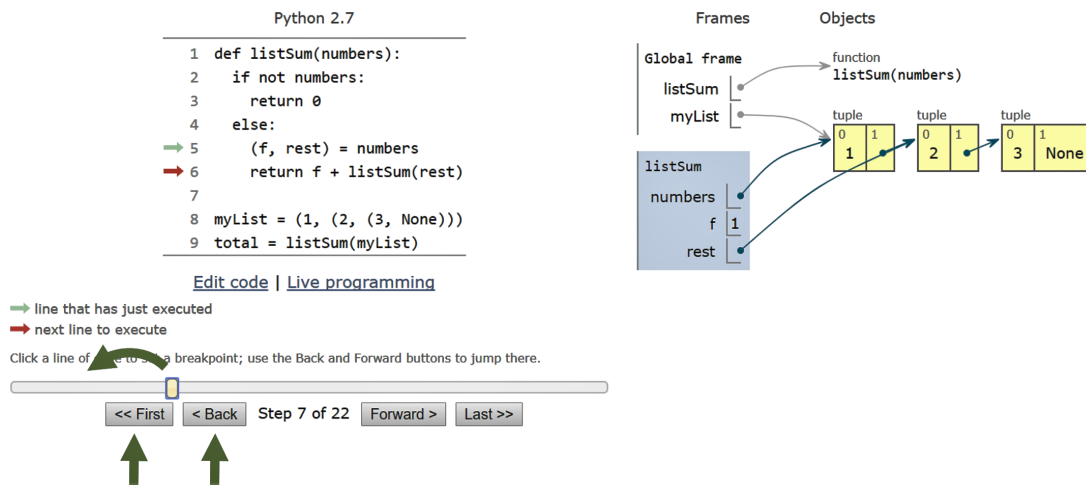 Python 2.7
1 def listSum(numbers):
2   if not numbers:
3     return 0
4   else:
5     (f, rest) = numbers
6     return f + listSum(rest)
7
8 myList = (1, (2, (3, None)))
9 total = listSum(myList)
Edit code | Live programming
line that has just executed
next line to execute
Click a line of to a breakpoint; use the Back and Forward buttons to jump there.
<< First
< Back
Step 7 of 22
Forward >
Last >>
Frames
Objects
Global frame
listSum
myList
function
listSum(numbers)
tuple
0 1
1
tuple
0 1
2
tuple
0 1
3 None
listSum
numbers
f 1
rest